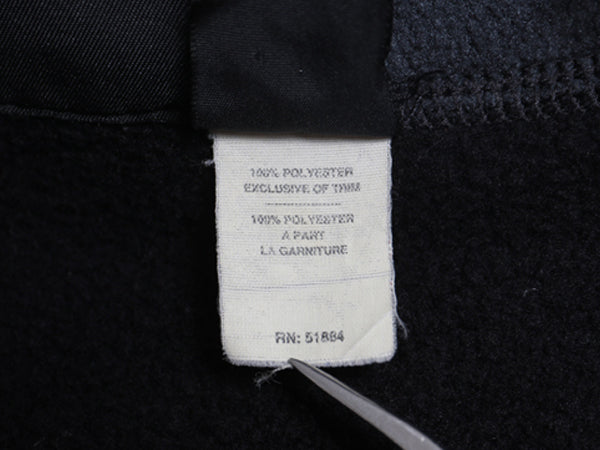 100% POLYESTER
EXCLUSIVE OF TRIM
100% POLYESTER
A PART
LA GARNITURE
RN: 51884